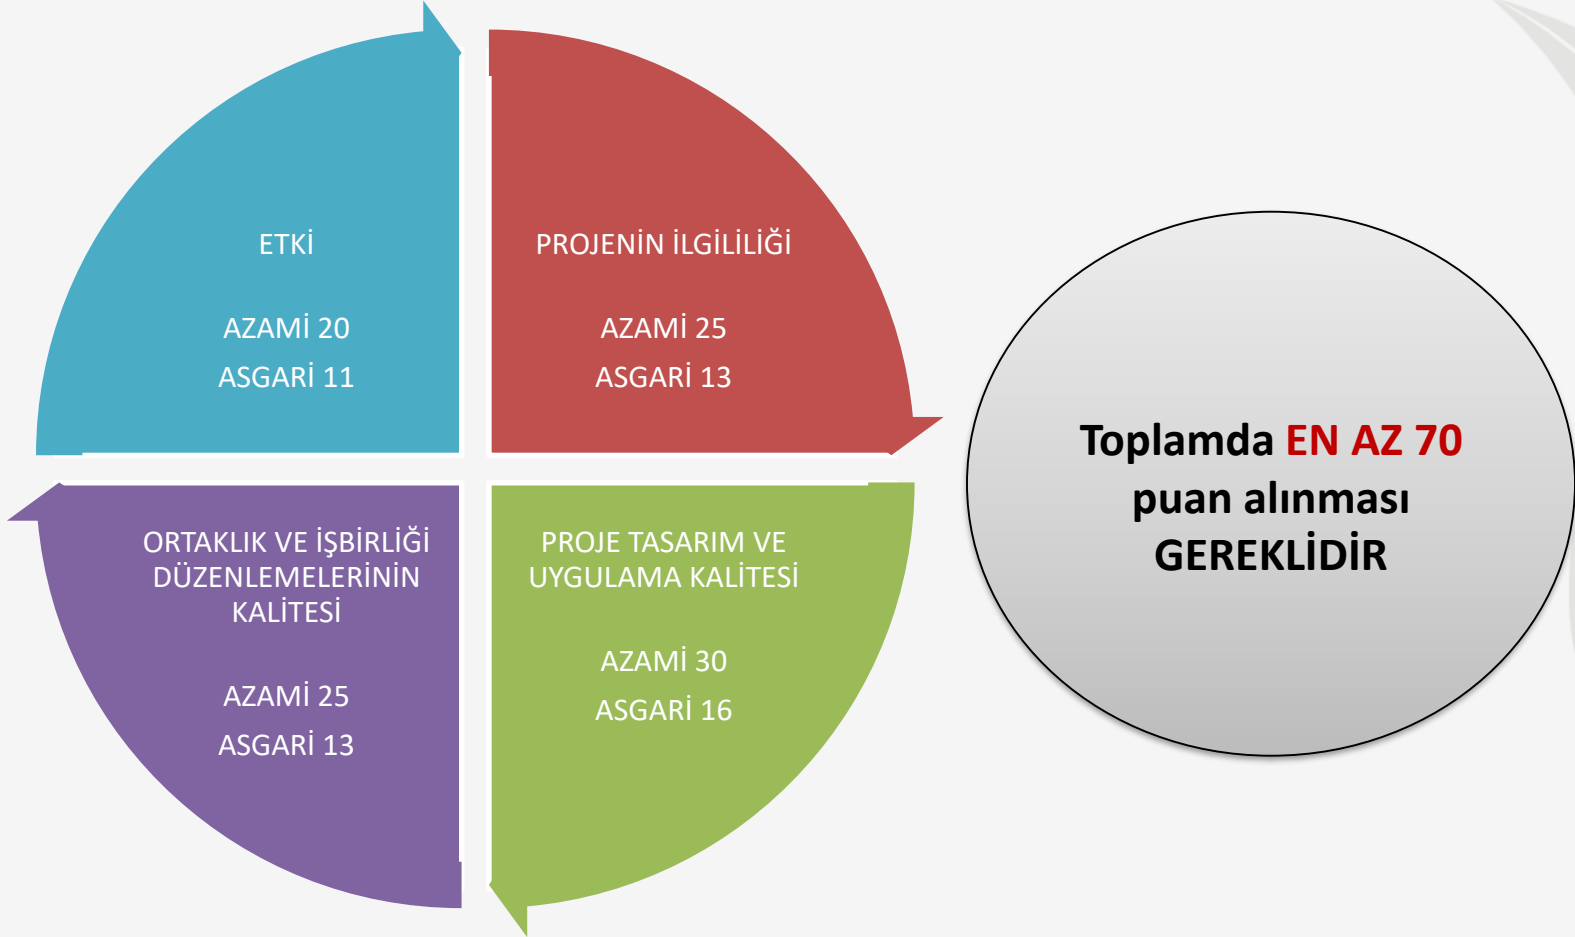 ETKİ
AZAMİ 20
ASGARİ 11
PROJENİN İLGİLİLİĞİ
AZAMİ 25
ASGARİ 13
ORTAKLIK VE İŞBİRLİĞİ
DÜZENLEMELERİNİN
KALİTESİ
AZAMİ 25
ASGARİ 13
PROJE TASARIM VE
UYGULAMA KALİTESİ
AZAMİ 30
ASGARİ 16
Toplamda EN AZ 70
puan alınması
GEREKLİDİR